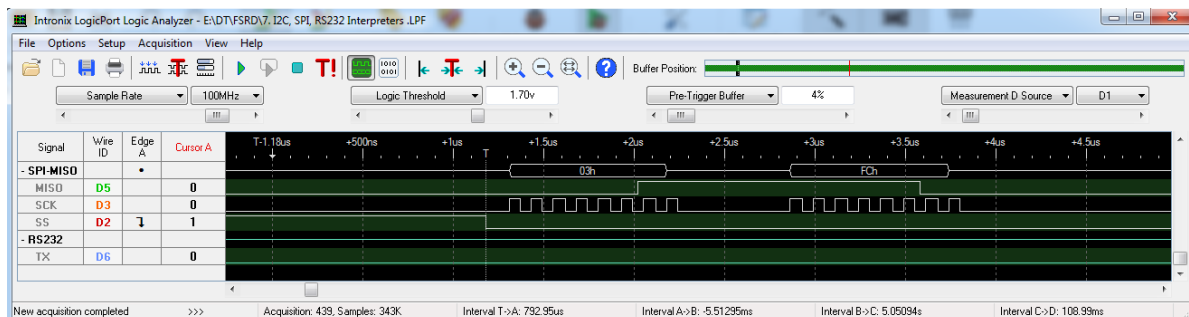 Intronix LogicPort Logic Analyzer - E:\DT\FSRD\7. I2C, SPI, RS232 Interpreters .LPF
File Options Setup Acquisition View Help
T! 1010 0101 ? Buffer Position:
Sample Rate 100MHz Logic Threshold 1.70v Pre-Trigger Buffer 4% Measurement D Source D1
Signal Wire ID Edge A Cursor A T-1.18us +500ns +1us +1.5us +2us +2.5us +3us +3.5us +4us +4.5us
T
- SPI-MISO 03h FCh
MISO D5 0
SCK D3 0
SS D2 1
- RS232
TX D6 0
New acquisition completed >>> Acquisition: 439, Samples: 343K Interval T->A: 792.95us Interval A->B: -5.51295ms Interval B->C: 5.05094s Interval C->D: 108.99ms